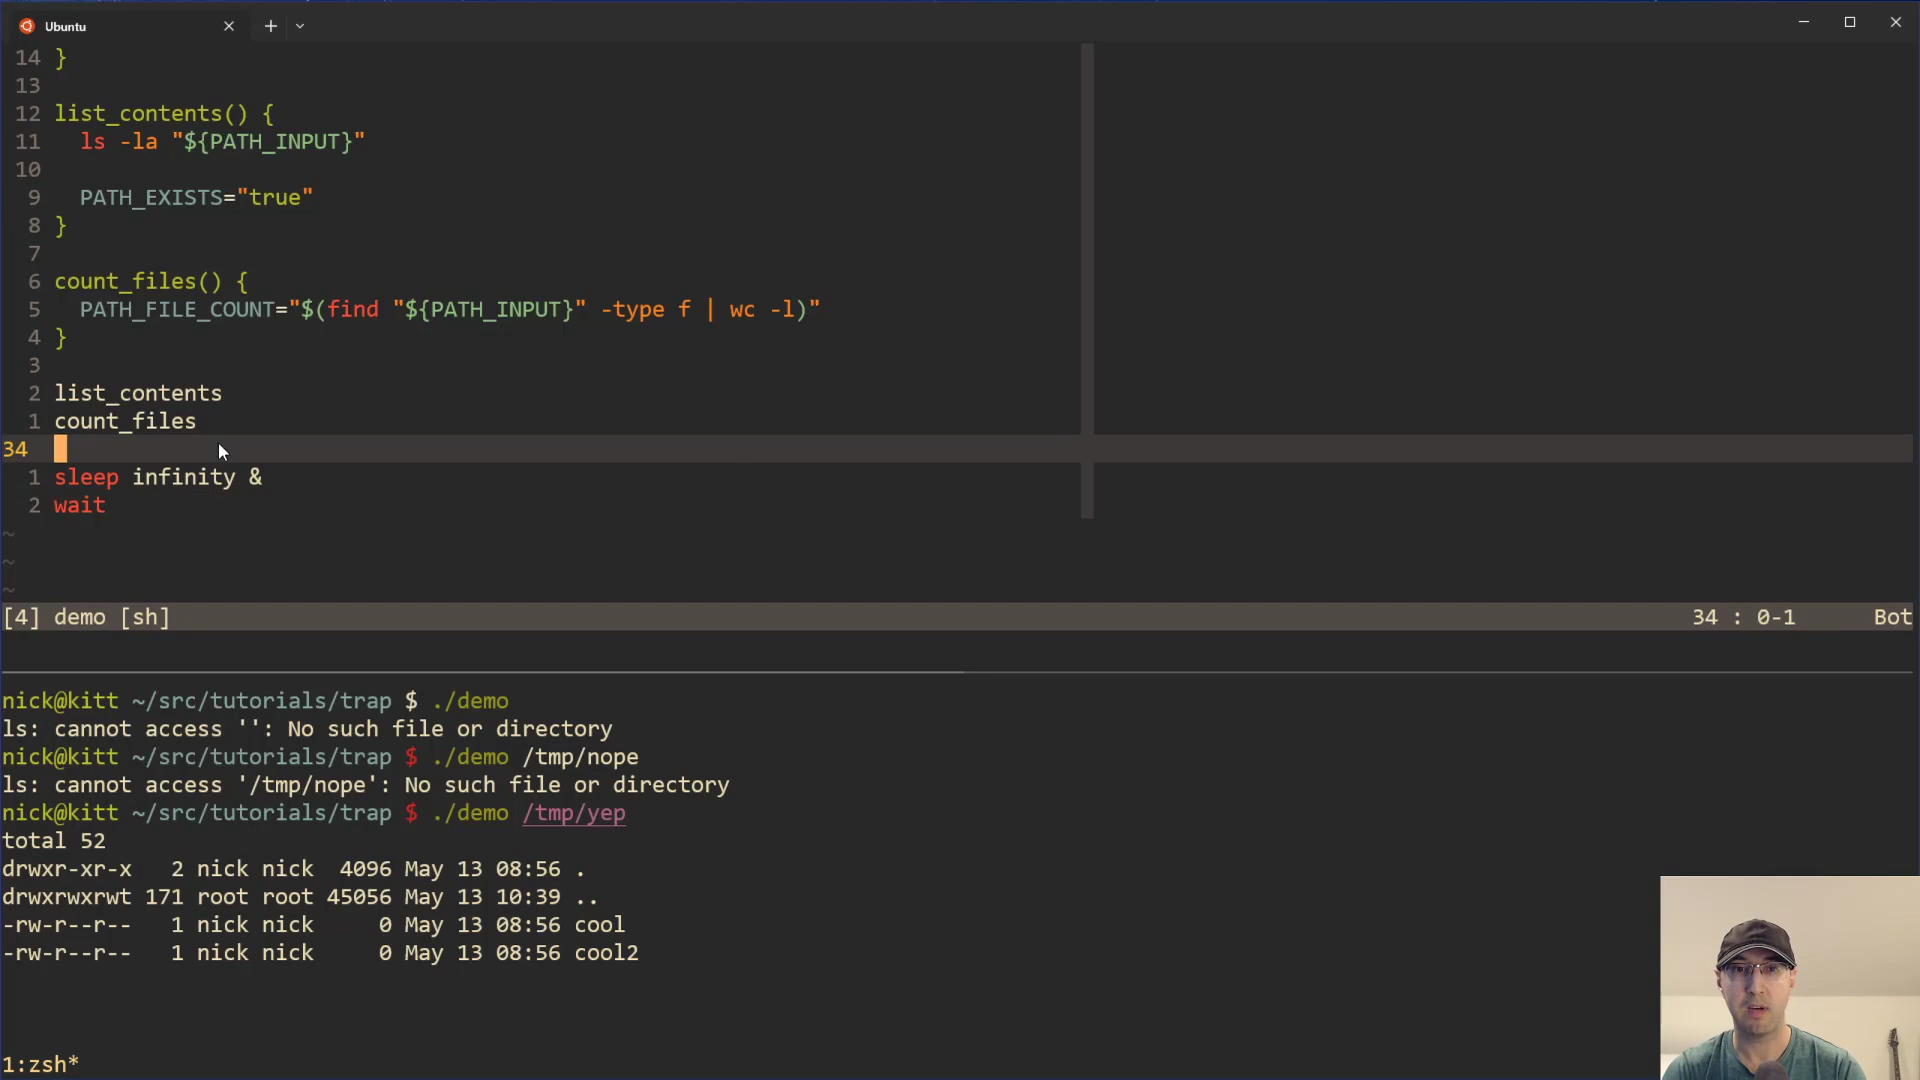 Ubuntu
14 }
13
12 list_contents() {
11   ls -la "${PATH_INPUT}"
10
9   PATH_EXISTS="true"
8 }
7
6 count_files() {
5   PATH_FILE_COUNT="$(find "${PATH_INPUT}" -type f | wc -l)"
4 }
3
2 list_contents
1 count_files
34
1 sleep infinity &
2 wait
~
~
~
[4] demo [sh] 34 : 0-1 Bot
nick@kitt ~/src/tutorials/trap $ ./demo
ls: cannot access '': No such file or directory
nick@kitt ~/src/tutorials/trap $ ./demo /tmp/nope
ls: cannot access '/tmp/nope': No such file or directory
nick@kitt ~/src/tutorials/trap $ ./demo /tmp/yep
total 52
drwxr-xr-x   2 nick nick  4096 May 13 08:56 .
drwxrwxrwt 171 root root 45056 May 13 10:39 ..
-rw-r--r--   1 nick nick     0 May 13 08:56 cool
-rw-r--r--   1 nick nick     0 May 13 08:56 cool2
1:zsh*